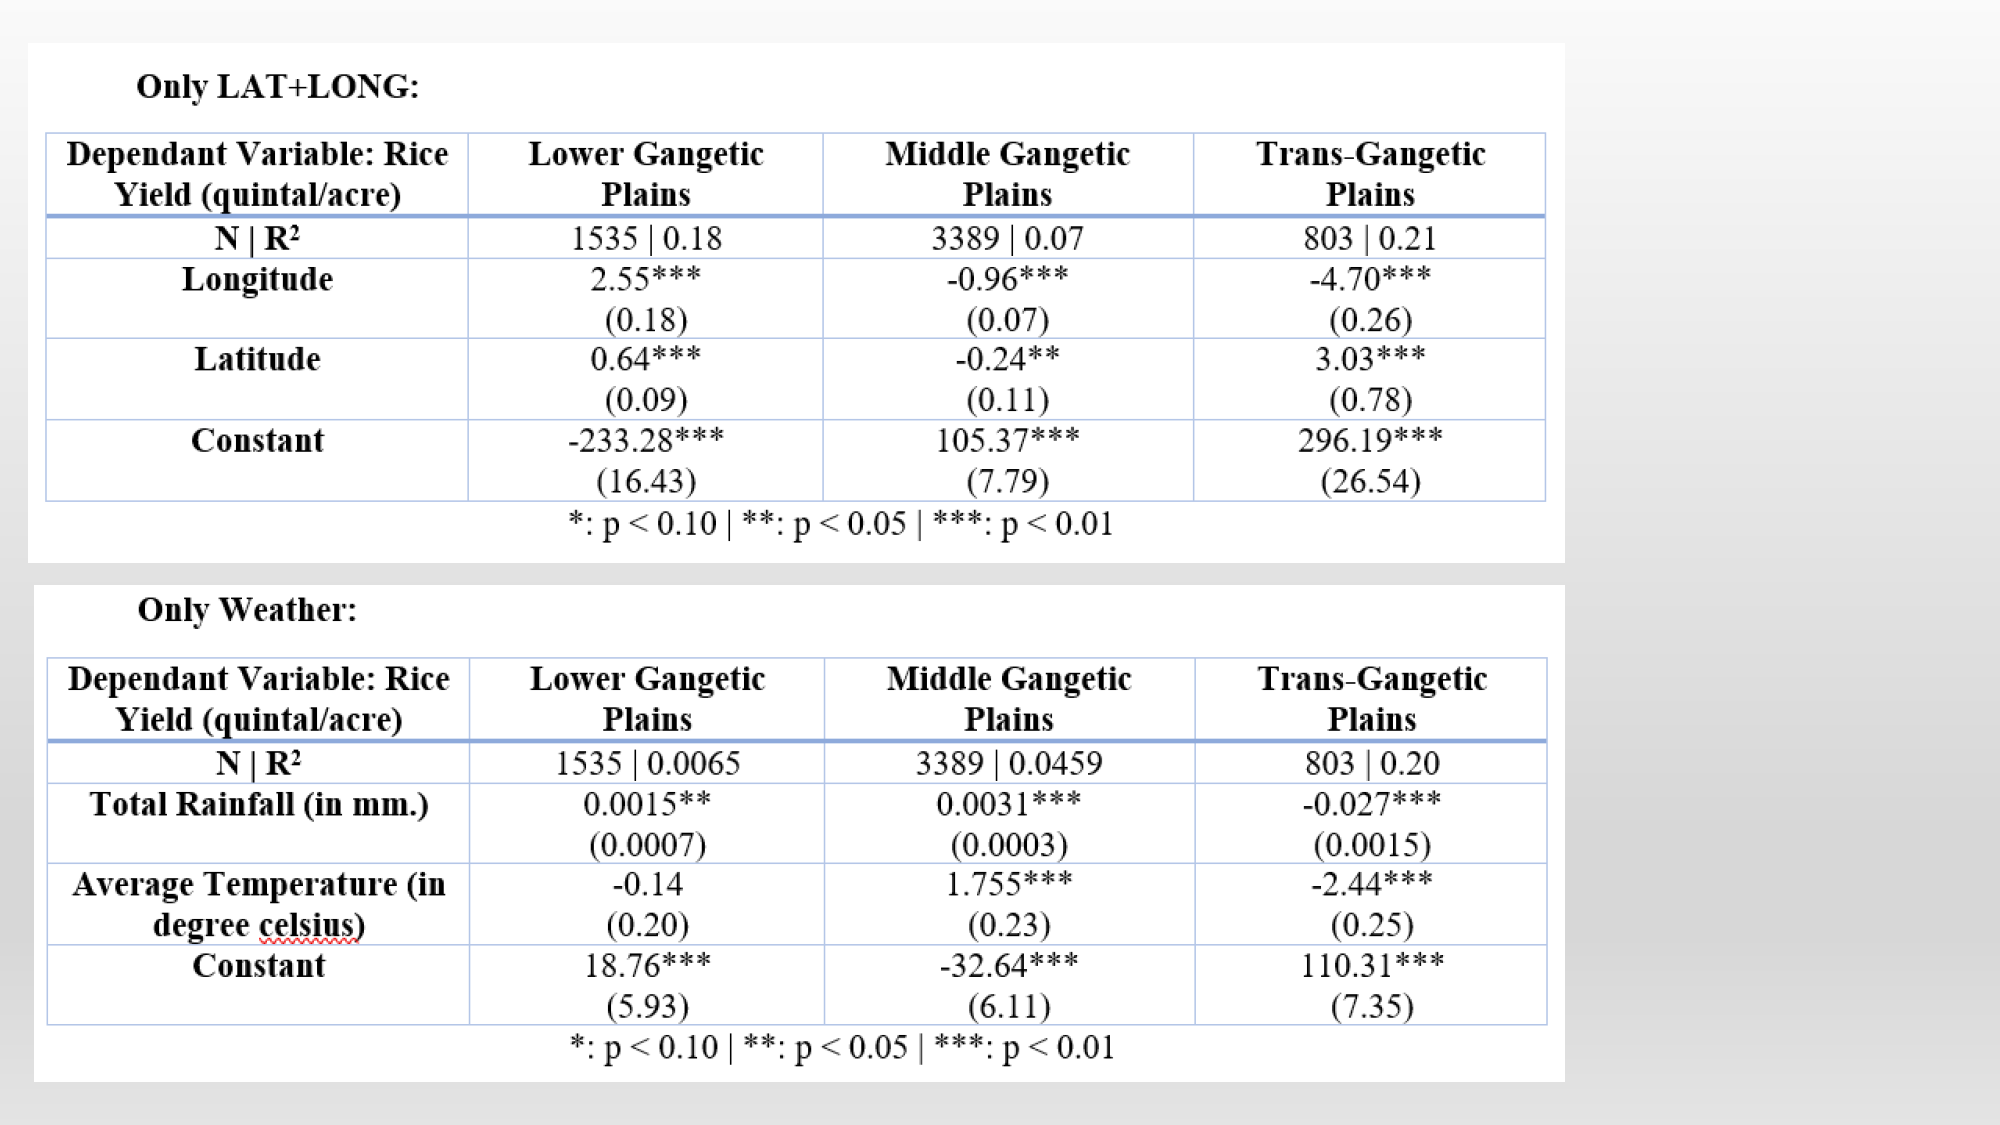 Only LAT+LONG:
Dependant Variable: Rice Yield (quintal/acre) | Lower Gangetic Plains | Middle Gangetic Plains | Trans-Gangetic Plains
N | R² | 1535 | 0.18 | 3389 | 0.07 | 803 | 0.21
Longitude | 2.55*** | -0.96*** | -4.70***
(0.18) | (0.07) | (0.26)
Latitude | 0.64*** | -0.24** | 3.03***
(0.09) | (0.11) | (0.78)
Constant | -233.28*** | 105.37*** | 296.19***
(16.43) | (7.79) | (26.54)
*: p < 0.10 | **: p < 0.05 | ***: p < 0.01
Only Weather:
Dependant Variable: Rice Yield (quintal/acre) | Lower Gangetic Plains | Middle Gangetic Plains | Trans-Gangetic Plains
N | R² | 1535 | 0.0065 | 3389 | 0.0459 | 803 | 0.20
Total Rainfall (in mm.) | 0.0015** | 0.0031*** | -0.027***
(0.0007) | (0.0003) | (0.0015)
Average Temperature (in degree celsius) | -0.14 | 1.755*** | -2.44***
(0.20) | (0.23) | (0.25)
Constant | 18.76*** | -32.64*** | 110.31***
(5.93) | (6.11) | (7.35)
*: p < 0.10 | **: p < 0.05 | ***: p < 0.01